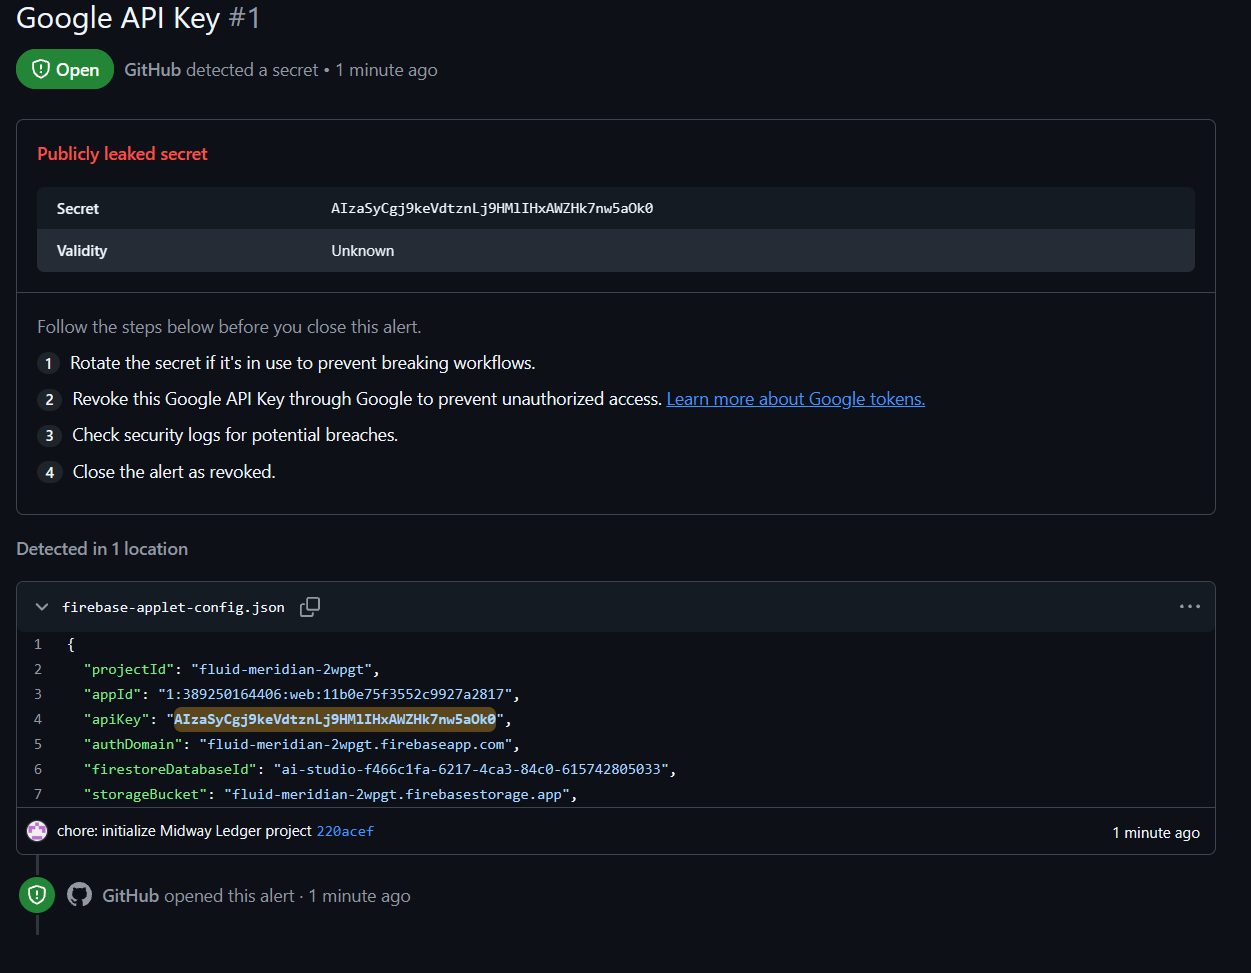 Google API Key #1
Open GitHub detected a secret • 1 minute ago
Publicly leaked secret
Secret AIzaSyCgj9keVdtznLj9HMlIHxAWZHk7nw5aOk0
Validity Unknown
Follow the steps below before you close this alert.
1 Rotate the secret if it's in use to prevent breaking workflows.
2 Revoke this Google API Key through Google to prevent unauthorized access. Learn more about Google tokens.
3 Check security logs for potential breaches.
4 Close the alert as revoked.
Detected in 1 location
firebase-applet-config.json
1 {
2 "projectId": "fluid-meridian-2wpgt",
3 "appId": "1:389250164406:web:11b0e75f3552c9927a2817",
4 "apiKey": "AIzaSyCgj9keVdtznLj9HMlIHxAWZHk7nw5aOk0",
5 "authDomain": "fluid-meridian-2wpgt.firebaseapp.com",
6 "firestoreDatabaseId": "ai-studio-f466c1fa-6217-4ca3-84c0-615742805033",
7 "storageBucket": "fluid-meridian-2wpgt.firebasestorage.app",
chore: initialize Midway Ledger project 220acef 1 minute ago
GitHub opened this alert · 1 minute ago